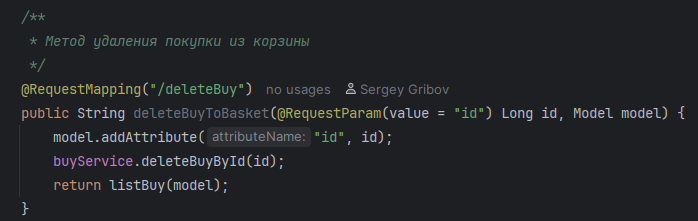 /**
 * Метод удаления покупки из корзины
 */
@RequestMapping("/deleteBuy") no usages Sergey Gribov
public String deleteBuyToBasket(@RequestParam(value = "id") Long id, Model model) {
    model.addAttribute( attributeName: "id", id);
    buyService.deleteBuyById(id);
    return listBuy(model);
}